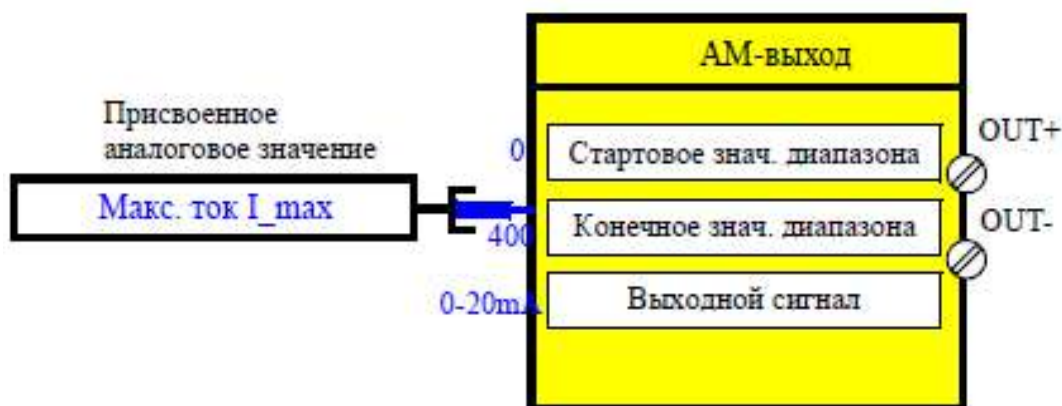 АМ-выход
Присвоенное
аналоговое значение
Макс. ток I_max
0
Стартовое знач. диапазона
OUT+
400
Конечное знач. диапазона
OUT-
0-20mA
Выходной сигнал